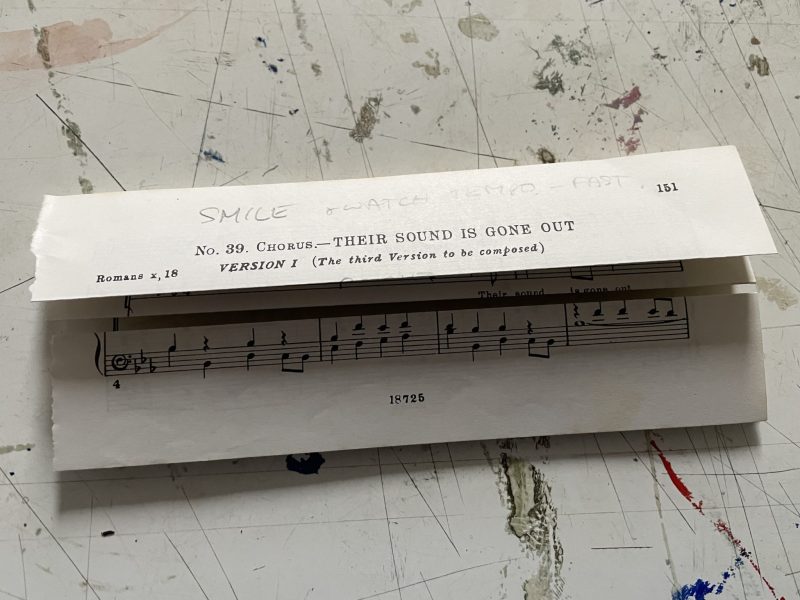 SMILE & WATCH TEMPO - FAST.
151
No. 39. Chorus.—THEIR SOUND IS GONE OUT
Romans x, 18
VERSION I (The third Version to be composed)
Their sound is gone out
4
18725